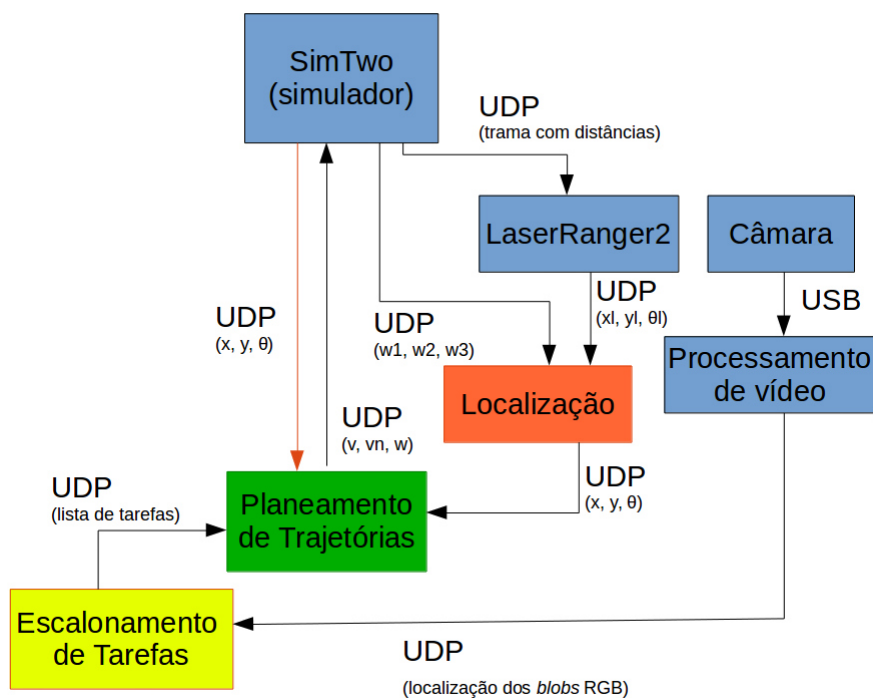 SimTwo
(simulador)
UDP
(trama com distâncias)
LaserRanger2
Câmara
UDP
(x, y, θ)
UDP
(w1, w2, w3)
UDP
(xl, yl, θl)
USB
Processamento
de vídeo
Localização
UDP
(v, vn, w)
UDP
(x, y, θ)
UDP
(lista de tarefas)
Planeamento
de Trajetórias
Escalonamento
de Tarefas
UDP
(localização dos blobs RGB)